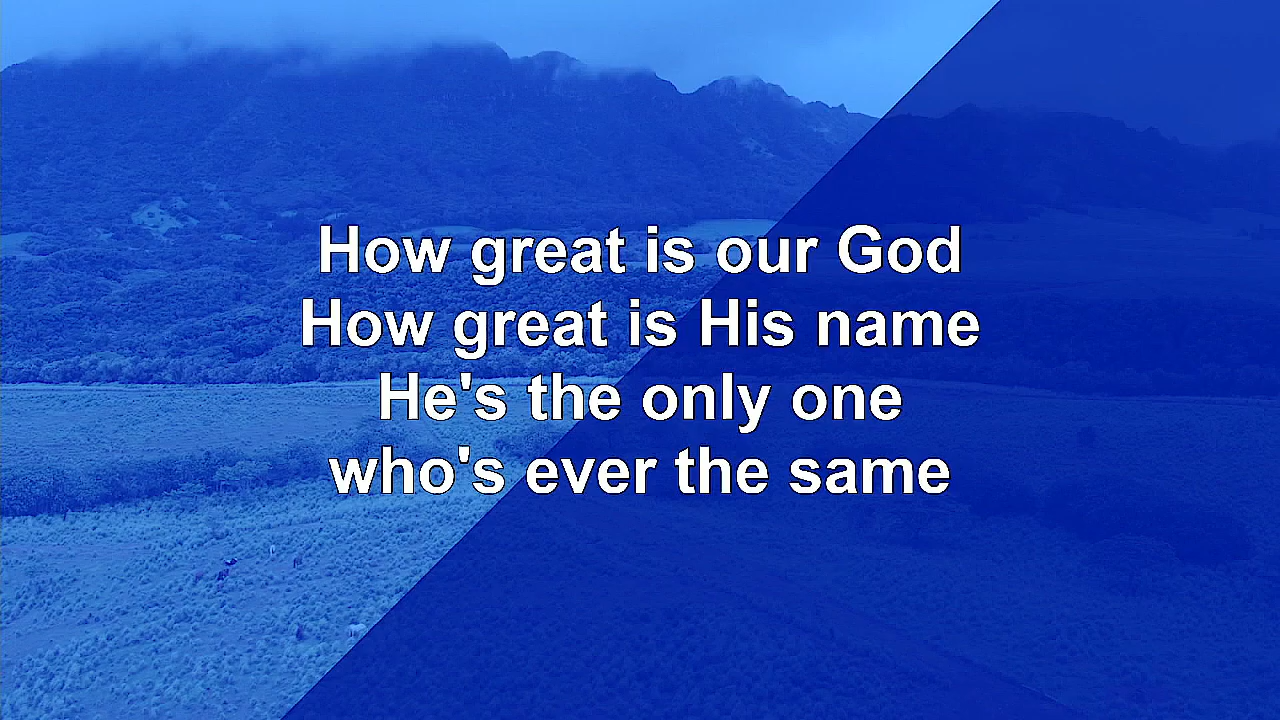 How great is our God
How great is His name
He's the only one
who's ever the same